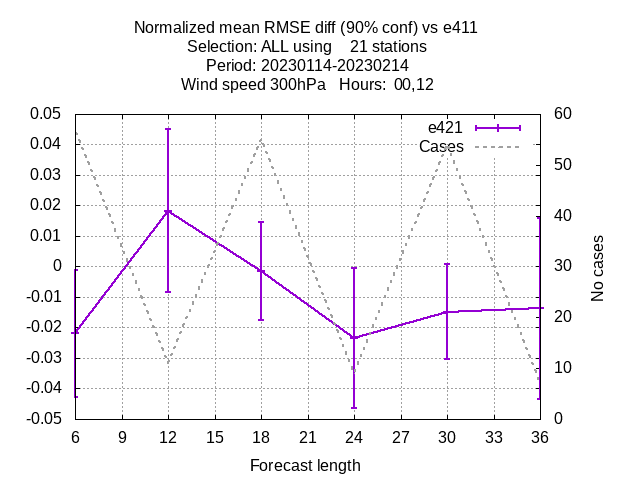 Normalized mean RMSE diff (90% conf) vs e411
Selection: ALL using    21 stations
Period: 20230114-20230214
Wind speed 300hPa   Hours:  00,12
0.05
0.04
0.03
0.02
0.01
0
-0.01
-0.02
-0.03
-0.04
-0.05
e421
Cases
60
50
40
30
20
10
0
No cases
6 9 12 15 18 21 24 27 30 33 36
Forecast length